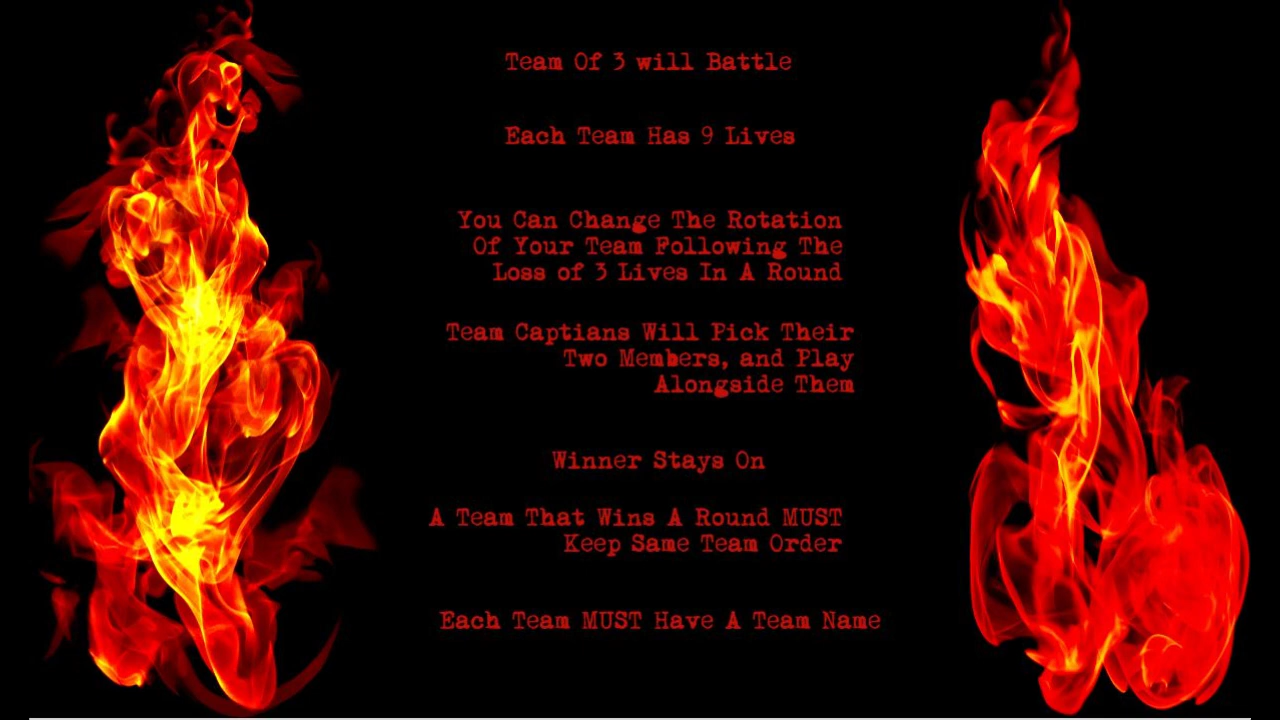 Team Of 3 will Battle
Each Team Has 9 Lives
You Can Change The Rotation
Of Your Team Following The
Loss of 3 Lives In A Round
Team Captians Will Pick Their
Two Members, and Play
Alongside Them
Winner Stays On
A Team That Wins A Round MUST
Keep Same Team Order
Each Team MUST Have A Team Name